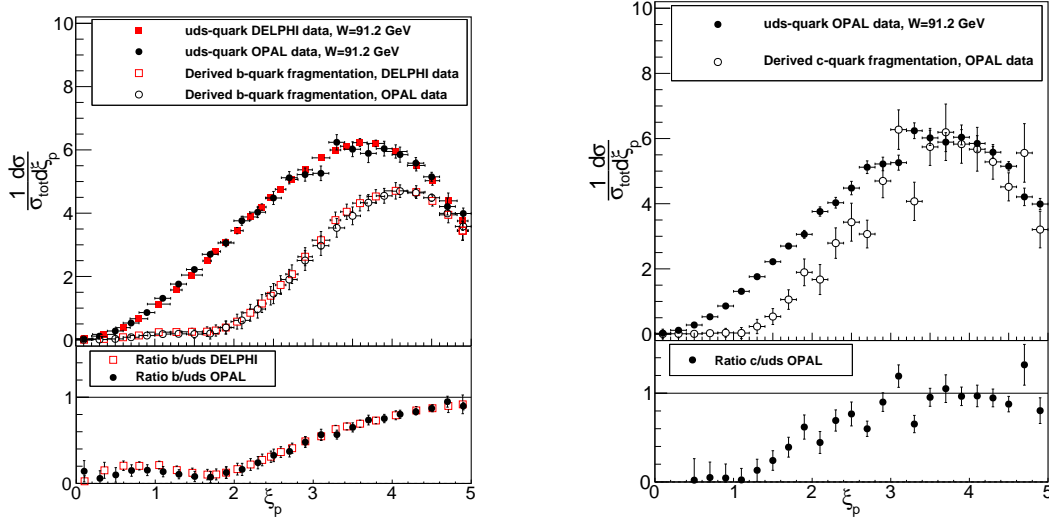 10
8
6
4
2
0
uds-quark DELPHI data, W=91.2 GeV
uds-quark OPAL data, W=91.2 GeV
Derived b-quark fragmentation, DELPHI data
Derived b-quark fragmentation, OPAL data
1 dσ
σtot dξp
Ratio b/uds DELPHI
Ratio b/uds OPAL
1
0
0 1 2 3 4 5
ξp
10
8
6
4
2
0
uds-quark OPAL data, W=91.2 GeV
Derived c-quark fragmentation, OPAL data
1 dσ
σtot dξp
Ratio c/uds OPAL
1
0
0 1 2 3 4 5
ξp